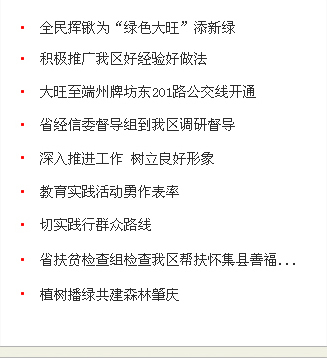 全民挥锹为“绿色大旺”添新绿
积极推广我区好经验好做法
大旺至端州牌坊东201路公交线开通
省经信委督导组到我区调研督导
深入推进工作 树立良好形象
教育实践活动勇作表率
切实践行群众路线
省扶贫检查组检查我区帮扶怀集县善福...
植树播绿共建森林肇庆